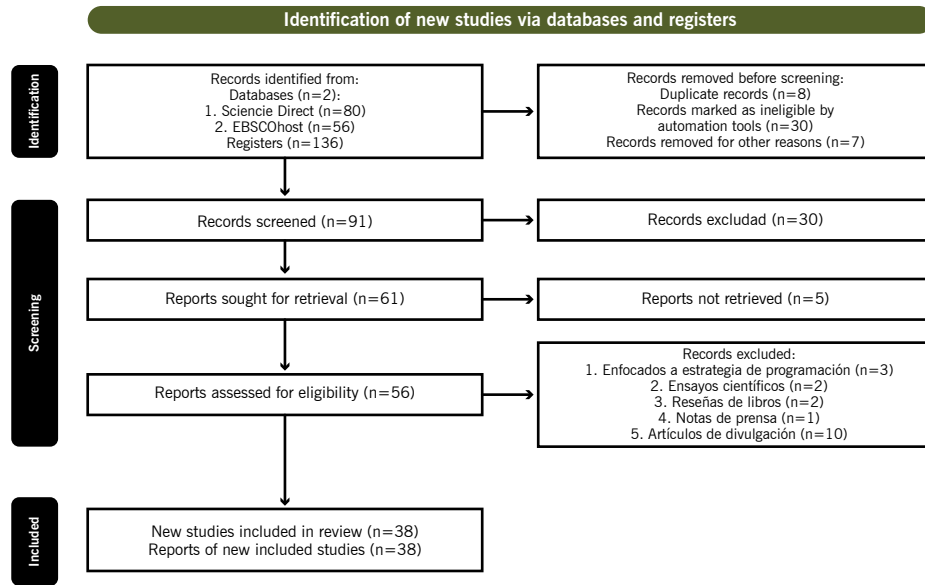 Identification of new studies via databases and registers
Identification
Records identified from:
Databases (n=2):
1. Sciencie Direct (n=80)
2. EBSCOhost (n=56)
Registers (n=136)
Records removed before screening:
Duplicate records (n=8)
Records marked as ineligible by
automation tools (n=30)
Records removed for other reasons (n=7)
Screening
Records screened (n=91)
Records excludad (n=30)
Reports sought for retrieval (n=61)
Reports not retrieved (n=5)
Reports assessed for eligibility (n=56)
Records excluded:
1. Enfocados a estrategia de programación (n=3)
2. Ensayos científicos (n=2)
3. Reseñas de libros (n=2)
4. Notas de prensa (n=1)
5. Artículos de divulgación (n=10)
Included
New studies included in review (n=38)
Reports of new included studies (n=38)